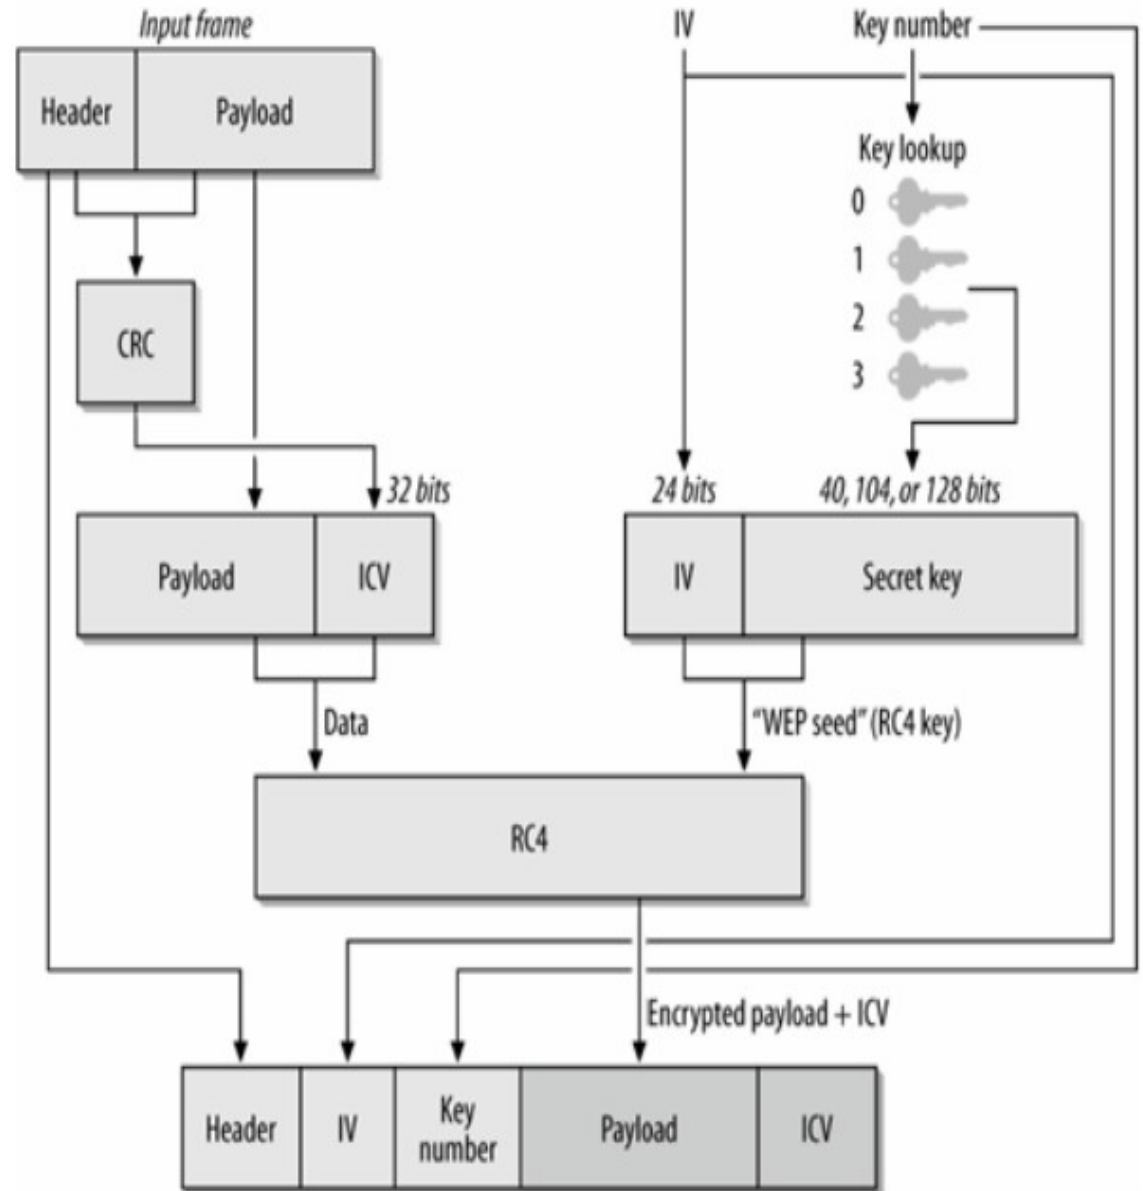 Input frame
IV
Key number
Header
Payload
Key lookup
0
1
2
3
CRC
32 bits
24 bits
40, 104, or 128 bits
Payload
ICV
IV
Secret key
Data
“WEP seed” (RC4 key)
RC4
Encrypted payload + ICV
Header
IV
Key
number
Payload
ICV